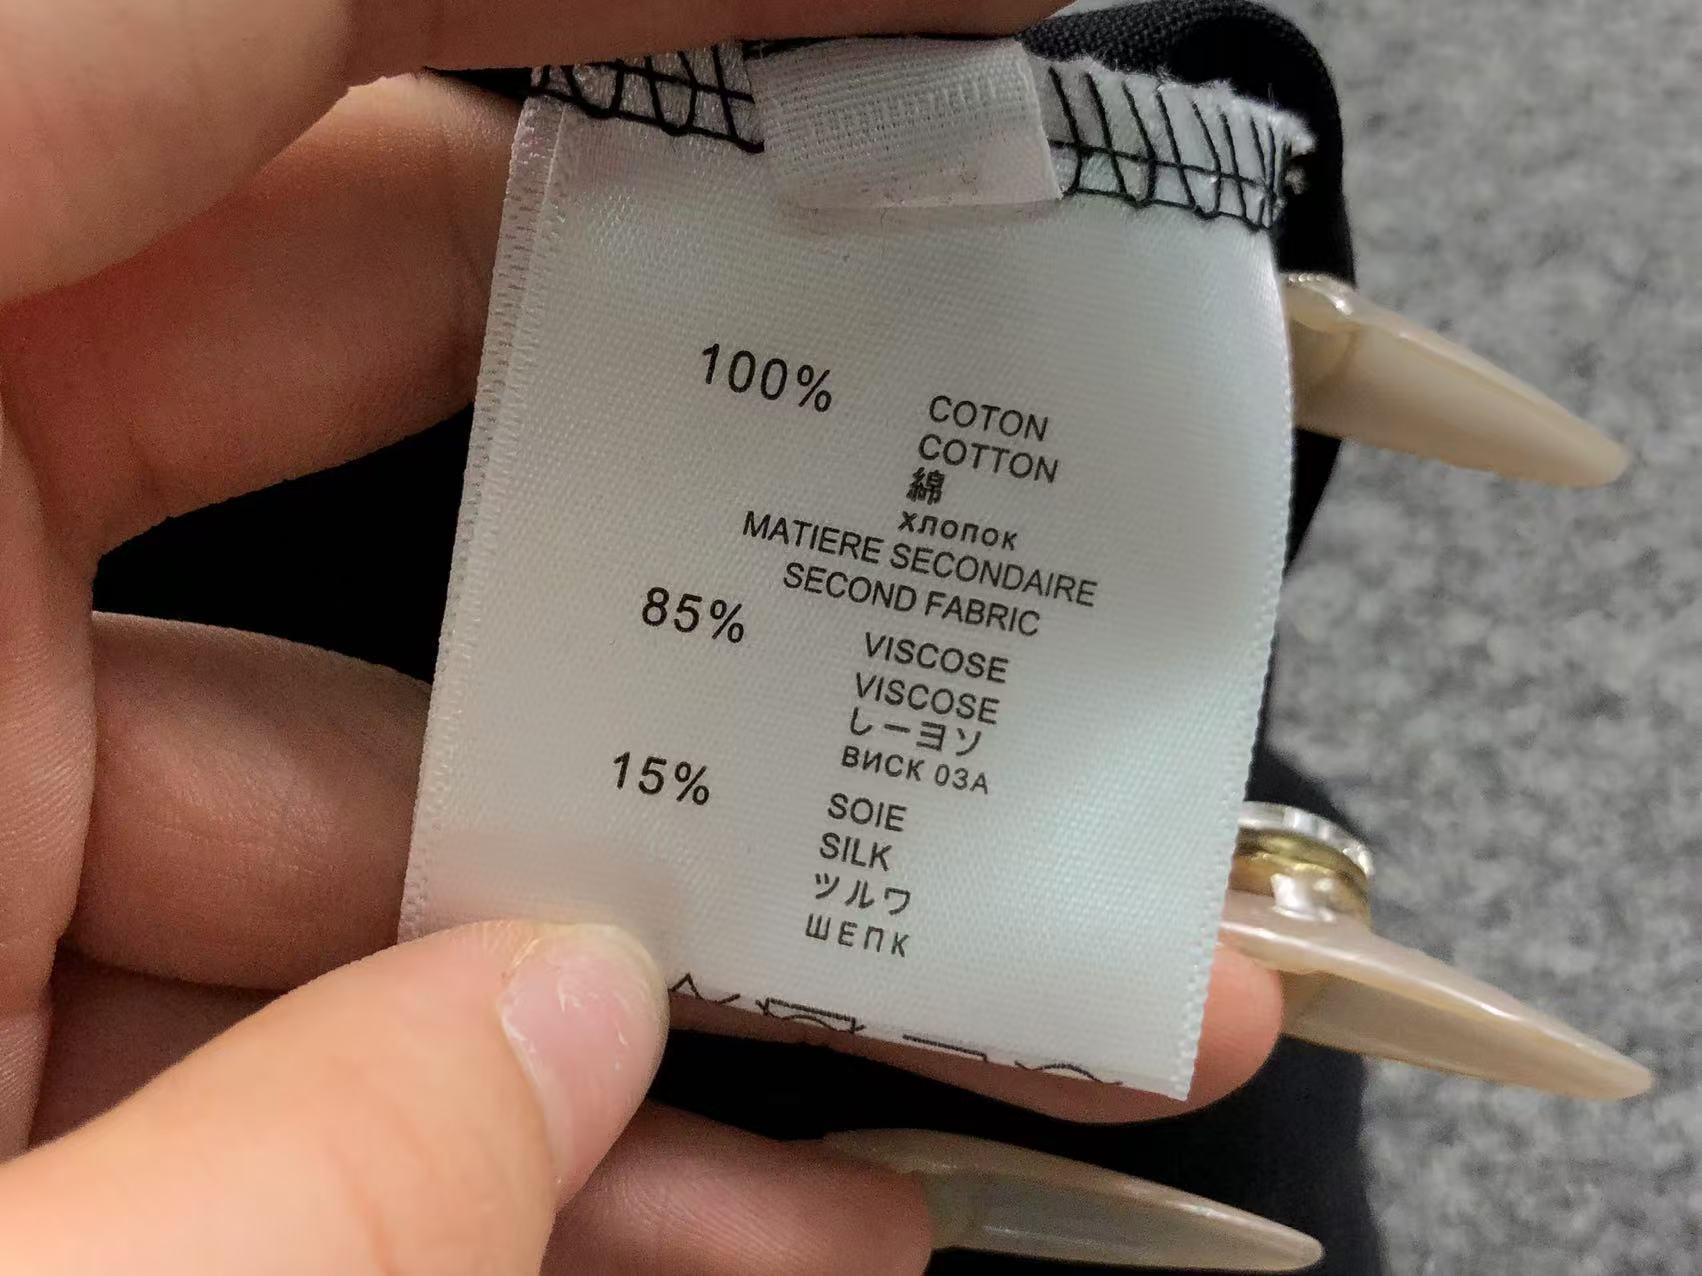 100%
COTON
COTTON
綿
хлопок
MATIERE SECONDAIRE
SECOND FABRIC
85%
VISCOSE
VISCOSE
しーヨソ
ВИСК 03А
15%
SOIE
SILK
ツルワ
ШЕПК